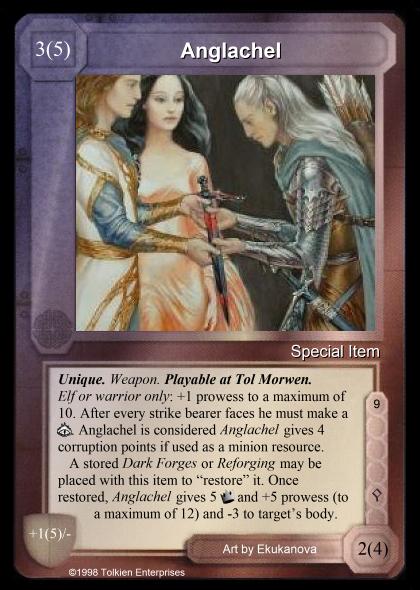 3(5)
Anglachel
Special Item
Unique. Weapon. Playable at Tol Morwen.
Elf or warrior only: +1 prowess to a maximum of
10. After every strike bearer faces he must make a
. Anglachel is considered Anglachel gives 4
corruption points if used as a minion resource.
A stored Dark Forges or Reforging may be
placed with this item to “restore” it. Once
restored, Anglachel gives 5 and +5 prowess (to
a maximum of 12) and -3 to target's body.
9
+1(5)/-
Art by Ekukanova
2(4)
©1998 Tolkien Enterprises